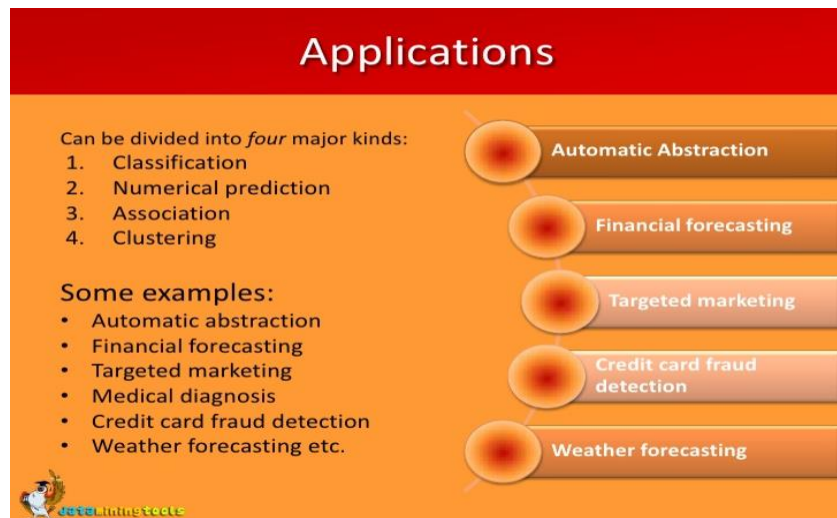 Applications
Can be divided into four major kinds:
1. Classification
2. Numerical prediction
3. Association
4. Clustering
Some examples:
• Automatic abstraction
• Financial forecasting
• Targeted marketing
• Medical diagnosis
• Credit card fraud detection
• Weather forecasting etc.
Automatic Abstraction
Financial forecasting
Targeted marketing
Credit card fraud
detection
Weather forecasting
dataminingtools